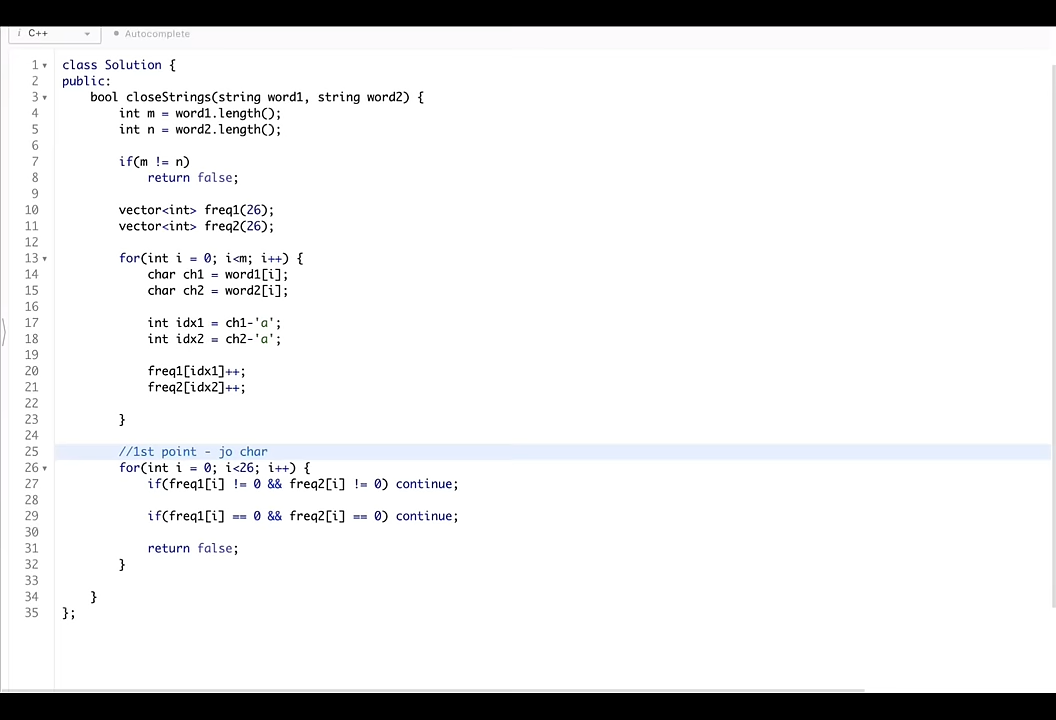 i C++
Autocomplete
1 class Solution {
2 public:
3 bool closeStrings(string word1, string word2) {
4 int m = word1.length();
5 int n = word2.length();
6
7 if(m != n)
8 return false;
9
10 vector<int> freq1(26);
11 vector<int> freq2(26);
12
13 for(int i = 0; i<m; i++) {
14 char ch1 = word1[i];
15 char ch2 = word2[i];
16
17 int idx1 = ch1-'a';
18 int idx2 = ch2-'a';
19
20 freq1[idx1]++;
21 freq2[idx2]++;
22
23 }
24
25 //1st point - jo char
26 for(int i = 0; i<26; i++) {
27 if(freq1[i] != 0 && freq2[i] != 0) continue;
28
29 if(freq1[i] == 0 && freq2[i] == 0) continue;
30
31 return false;
32 }
33
34 }
35 };